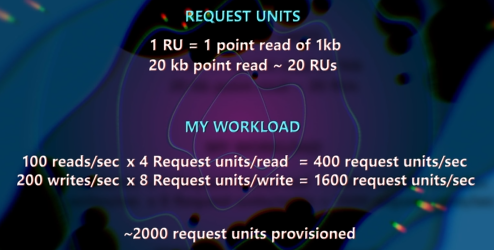 REQUEST UNITS
1 RU = 1 point read of 1kb
20 kb point read ~ 20 RUs
MY WORKLOAD
100 reads/sec x 4 Request units/read = 400 request units/sec
200 writes/sec x 8 Request units/write = 1600 request units/sec
~2000 request units provisioned